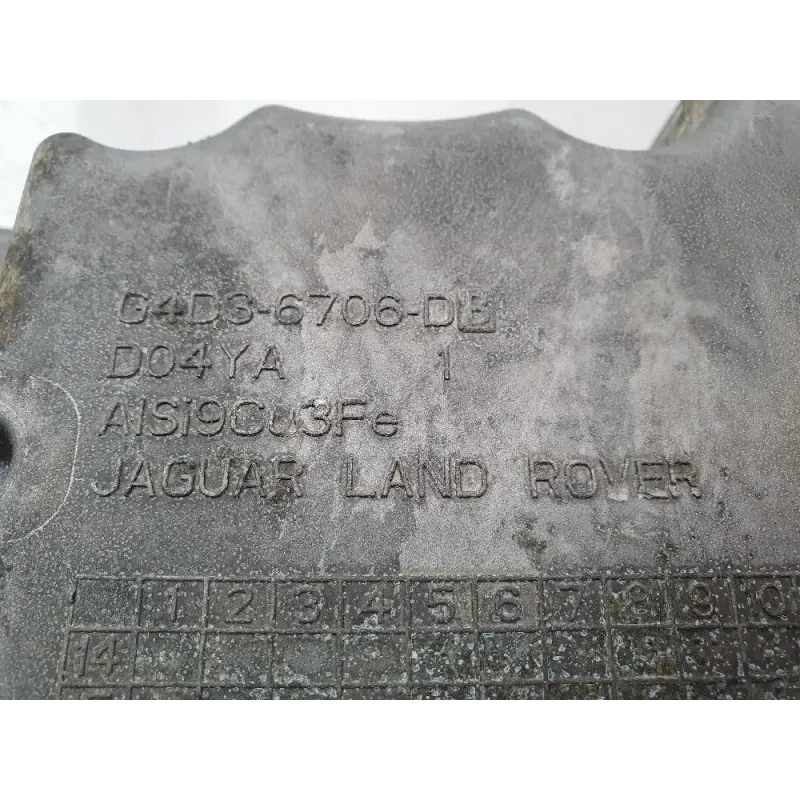 G4D3-6706-DB
D04YA 1
AlSi9Cu3Fe
JAGUAR LAND ROVER
1 2 3 4 5 6 7 8 9 10
14